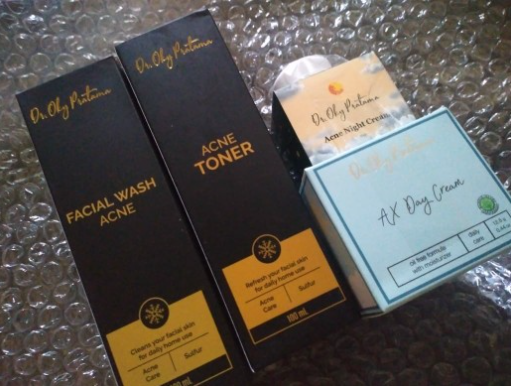 Dr. Oky Pratama
FACIAL WASH
ACNE
Cleans your facial skin
for daily home use
Acne
Care
Sulfur
Dr. Oky Pratama
ACNE
TONER
Refresh your facial skin
for daily home use
Acne
Care
Sulfur
100 ml
Dr. Oky Pratama
Acne Night Cream
Dr. Oky Pratama
AX Day Cream
oil free formula
with moisturizer
daily
care